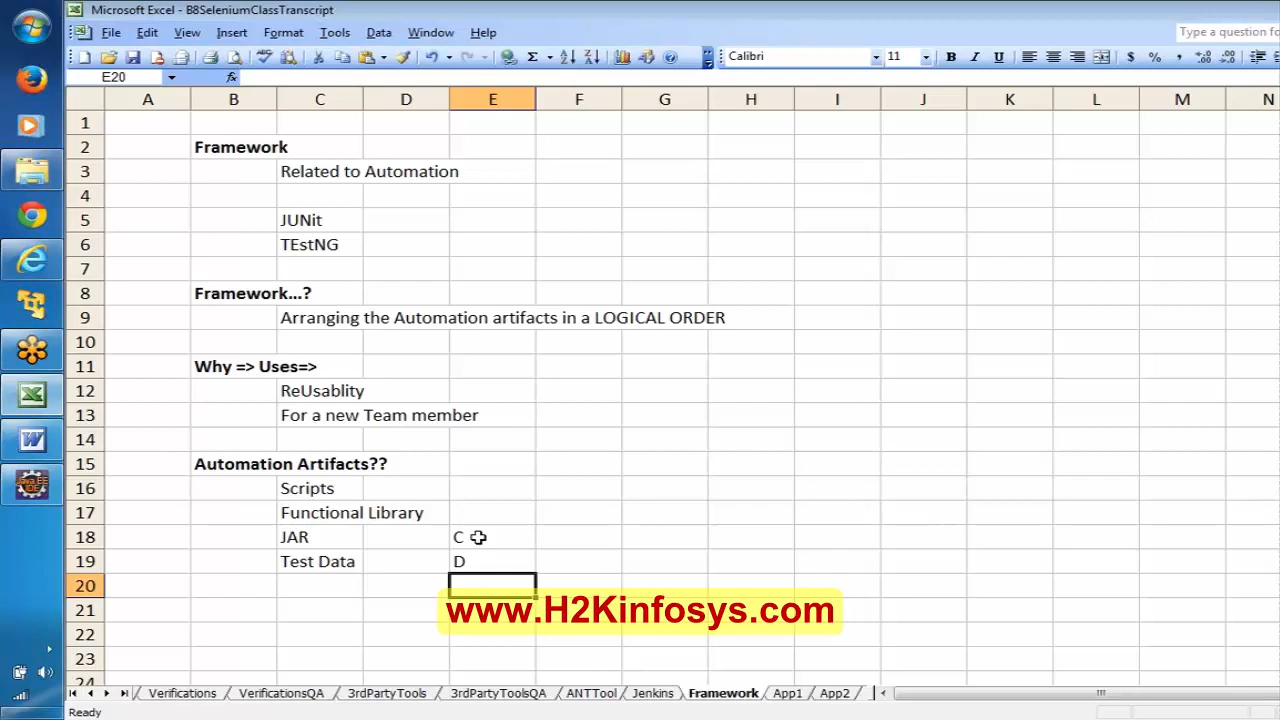 Microsoft Excel - B8SeleniumClassTranscript
File Edit View Insert Format Tools Data Window Help
Type a question fo
Calibri 11 B I U $ %
E20 fx
A B C D E F G H I J K L M N
1
2 Framework
3 Related to Automation
4
5 JUNit
6 TEstNG
7
8 Framework...?
9 Arranging the Automation artifacts in a LOGICAL ORDER
10
11 Why => Uses=>
12 ReUsablity
13 For a new Team member
14
15 Automation Artifacts??
16 Scripts
17 Functional Library
18 JAR C
19 Test Data D
20
www.H2Kinfosys.com
21
22
23
24
Verifications VerificationsQA 3rdPartyTools 3rdPartyToolsQA ANTTool Jenkins Framework App1 App2
Ready